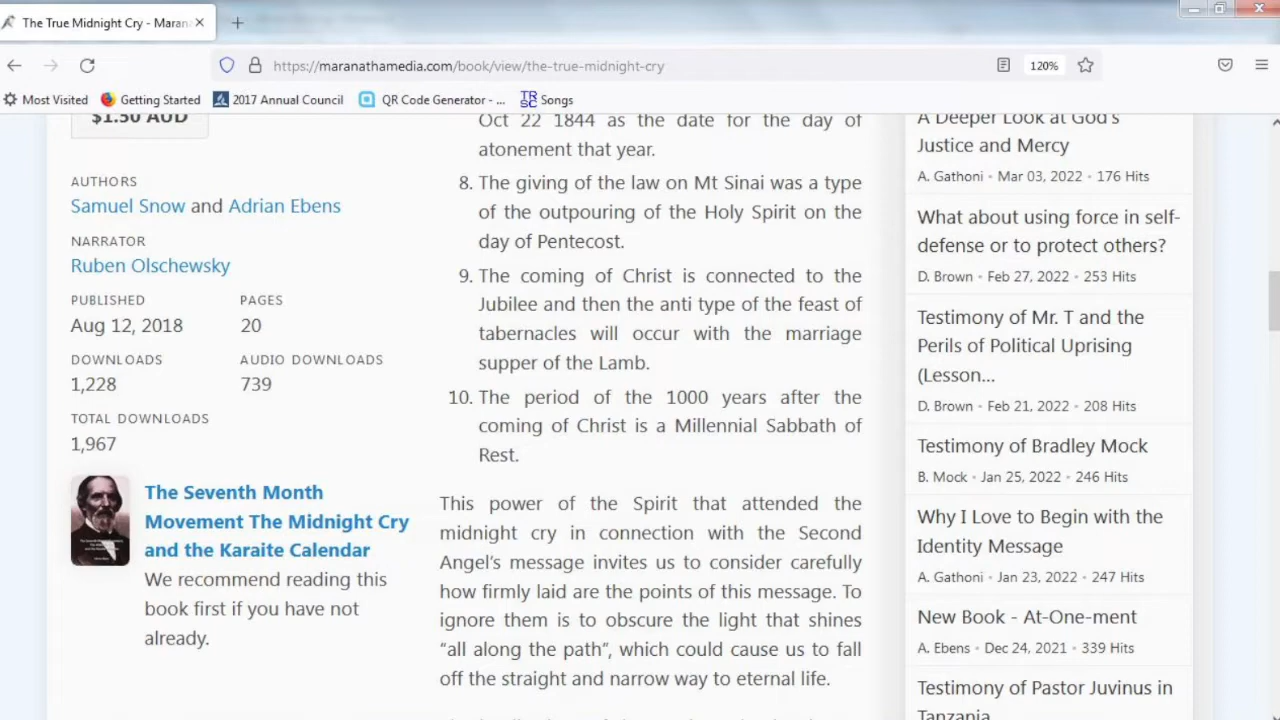 The True Midnight Cry - Maran
https://maranathamedia.com/book/view/the-true-midnight-cry
120%
Most Visited
Getting Started
2017 Annual Council
QR Code Generator - ...
Songs
$1.50 AUD
AUTHORS
Samuel Snow and Adrian Ebens
NARRATOR
Ruben Olschewsky
PUBLISHED PAGES
Aug 12, 2018 20
DOWNLOADS AUDIO DOWNLOADS
1,228 739
TOTAL DOWNLOADS
1,967
The Seventh Month
Movement The Midnight Cry
and the Karaite Calendar
We recommend reading this
book first if you have not
already.
Oct 22 1844 as the date for the day of
atonement that year.
8. The giving of the law on Mt Sinai was a type
of the outpouring of the Holy Spirit on the
day of Pentecost.
9. The coming of Christ is connected to the
Jubilee and then the anti type of the feast of
tabernacles will occur with the marriage
supper of the Lamb.
10. The period of the 1000 years after the
coming of Christ is a Millennial Sabbath of
Rest.
This power of the Spirit that attended the
midnight cry in connection with the Second
Angel’s message invites us to consider carefully
how firmly laid are the points of this message. To
ignore them is to obscure the light that shines
“all along the path”, which could cause us to fall
off the straight and narrow way to eternal life.
A Deeper Look at God's
Justice and Mercy
A. Gathoni • Mar 03, 2022 • 176 Hits
What about using force in self-
defense or to protect others?
D. Brown • Feb 27, 2022 • 253 Hits
Testimony of Mr. T and the
Perils of Political Uprising
(Lesson...
D. Brown • Feb 21, 2022 • 208 Hits
Testimony of Bradley Mock
B. Mock • Jan 25, 2022 • 246 Hits
Why I Love to Begin with the
Identity Message
A. Gathoni • Jan 23, 2022 • 247 Hits
New Book - At-One-ment
A. Ebens • Dec 24, 2021 • 339 Hits
Testimony of Pastor Juvinus in
Tanzania